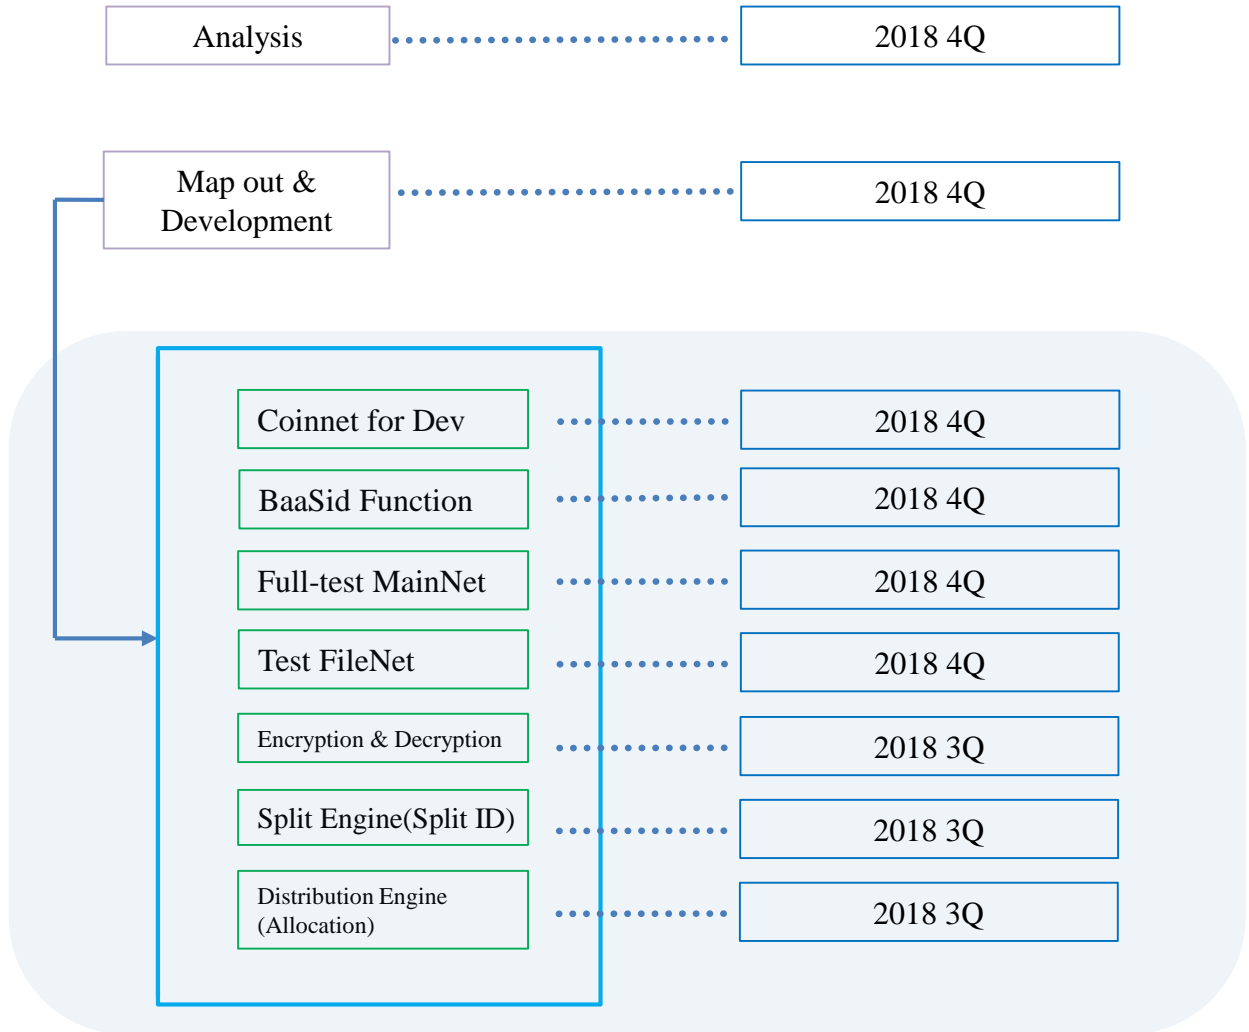 Analysis
2018 4Q
Map out &
Development
2018 4Q
Coinnet for Dev
2018 4Q
BaaSid Function
2018 4Q
Full-test MainNet
2018 4Q
Test FileNet
2018 4Q
Encryption & Decryption
2018 3Q
Split Engine(Split ID)
2018 3Q
Distribution Engine
(Allocation)
2018 3Q